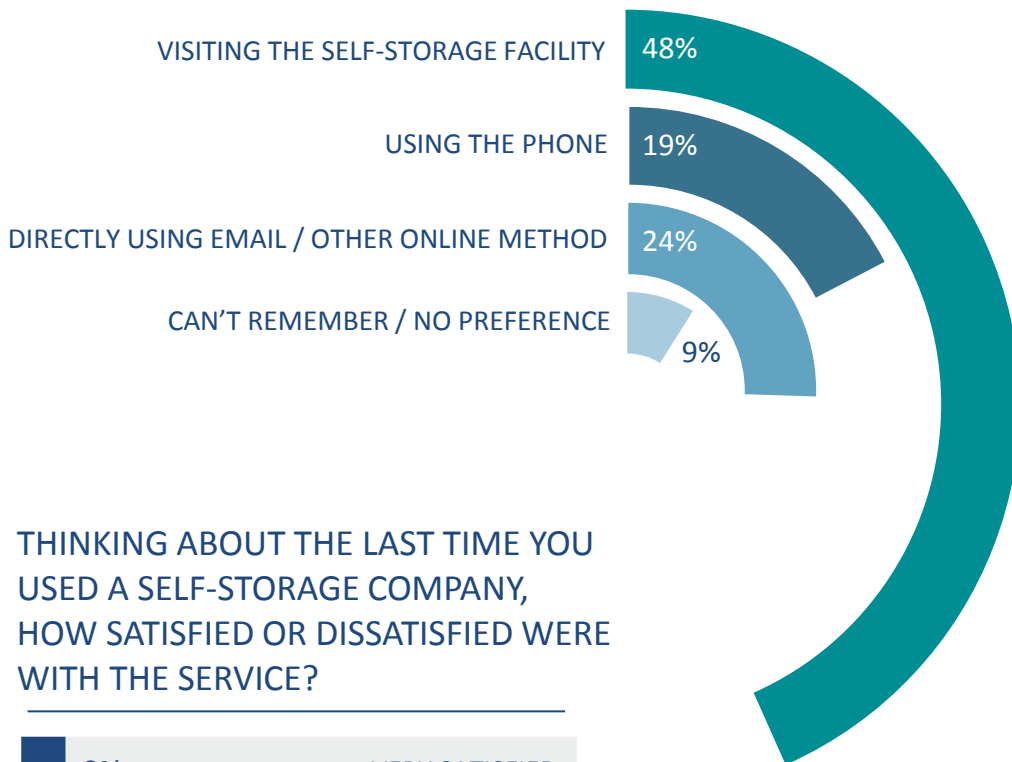 VISITING THE SELF-STORAGE FACILITY 48%
USING THE PHONE 19%
DIRECTLY USING EMAIL / OTHER ONLINE METHOD 24%
CAN'T REMEMBER / NO PREFERENCE 9%
THINKING ABOUT THE LAST TIME YOU
USED A SELF-STORAGE COMPANY,
HOW SATISFIED OR DISSATISFIED WERE
WITH THE SERVICE?
VERY SATISFIED